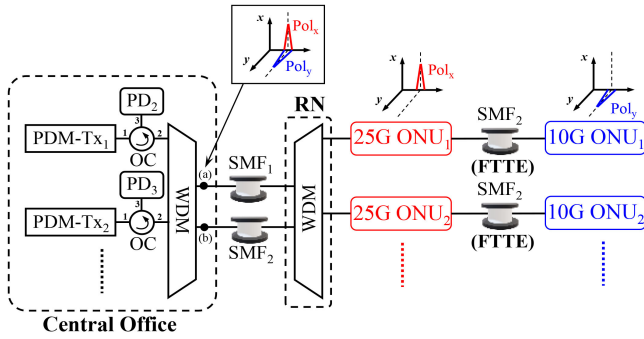 x
y
Pol_x
Pol_y
x
y
Pol_x
x
y
Pol_y
RN
PD_2
3
PDM-Tx_1
1
2
OC
25G ONU_1
SMF_2
(FTTE)
10G ONU_1
WDM
(a)
SMF_1
WDM
PD_3
3
PDM-Tx_2
1
2
OC
(b)
SMF_2
25G ONU_2
SMF_2
(FTTE)
10G ONU_2
Central Office